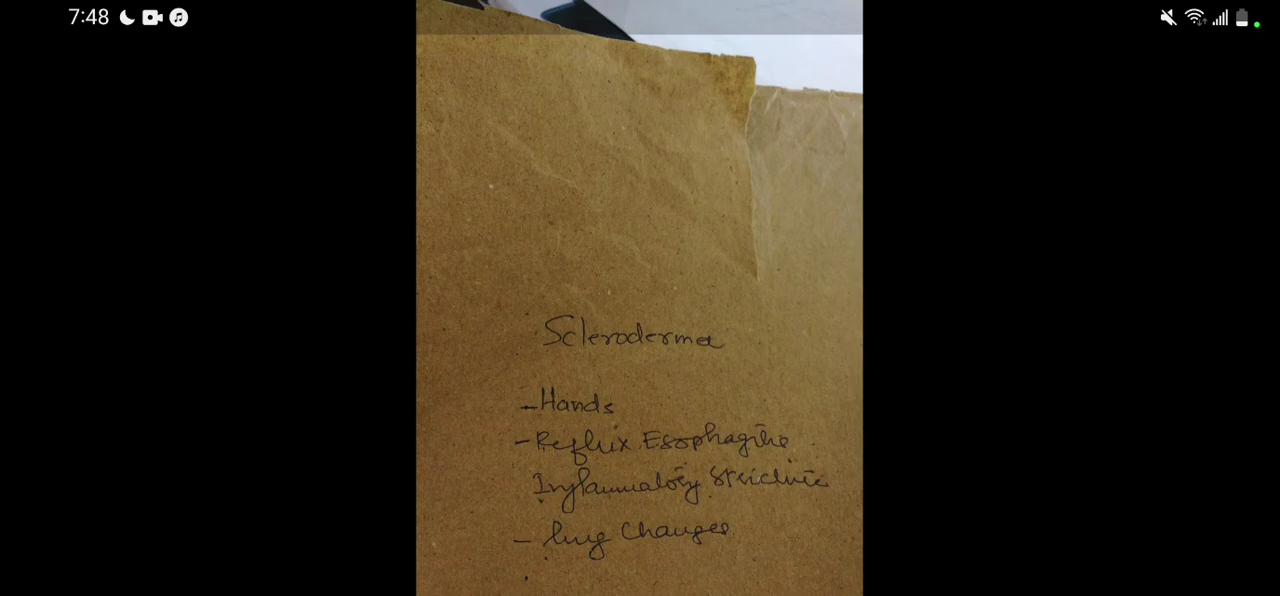 7:48
Scleroderma
- Hands
- Reflux Esophagitis
Inflammatory Stricture
- lung Changes